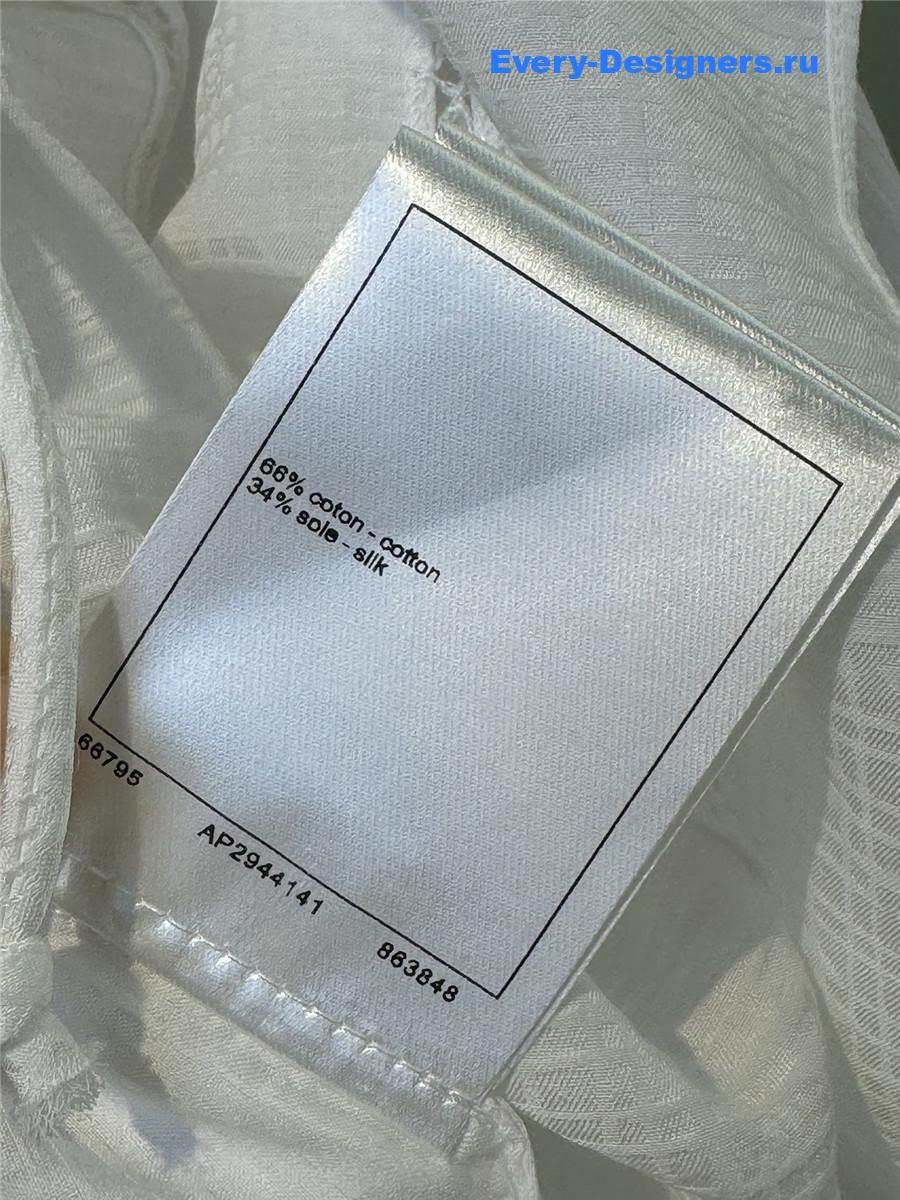 Every-Designers.ru
66% coton - cotton
34% soie - silk
66795
AP2944141
863848